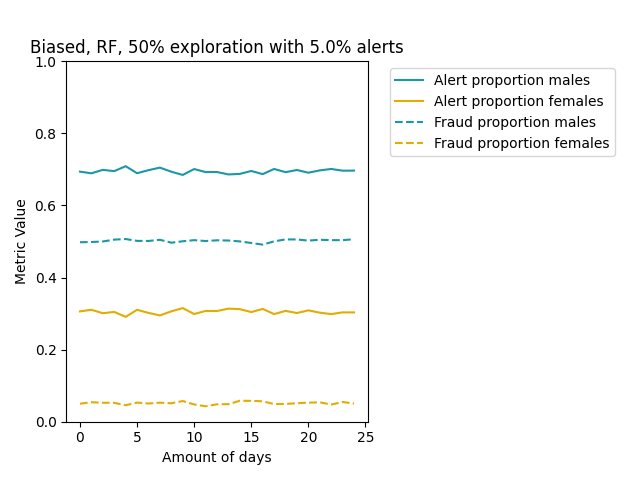 Biased, RF, 50% exploration with 5.0% alerts
Alert proportion males
Alert proportion females
Fraud proportion males
Fraud proportion females
Metric Value
1.0
0.8
0.6
0.4
0.2
0.0
0 5 10 15 20 25
Amount of days